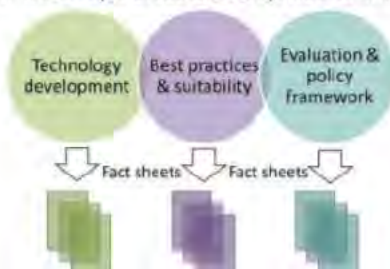 Technology
development
Best practices
& suitability
Evaluation &
policy
framework
Fact sheets
Fact sheets